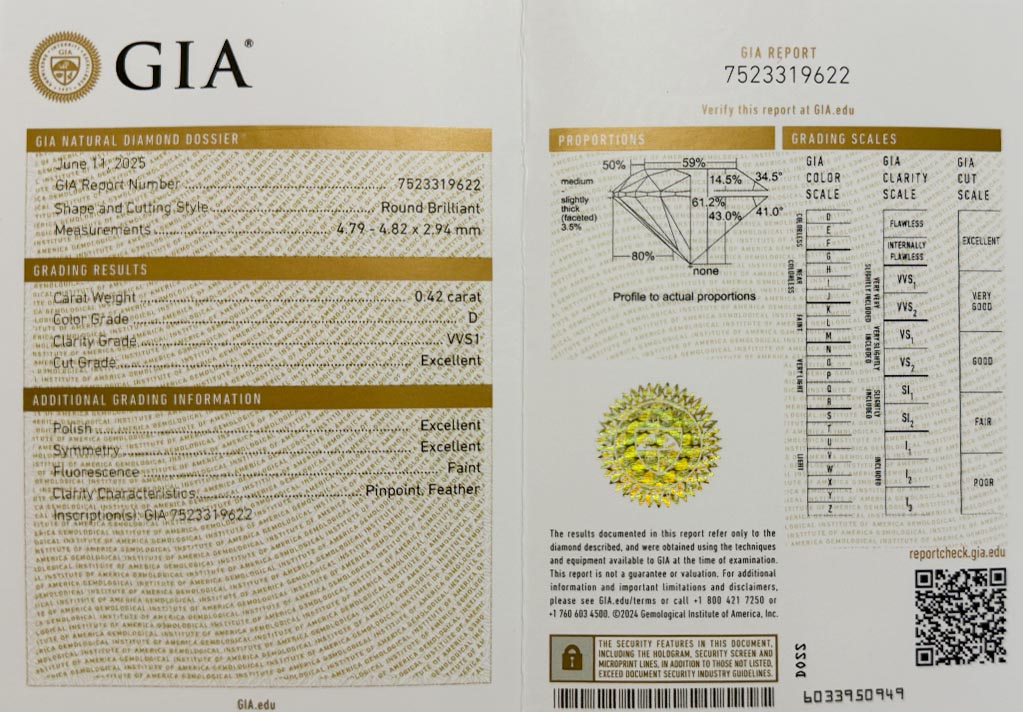 GIA®
GIA NATURAL DIAMOND DOSSIER®
June 11, 2025
GIA Report Number 7523319622
Shape and Cutting Style Round Brilliant
Measurements 4.79 - 4.82 x 2.94 mm
GRADING RESULTS
Carat Weight 0.42 carat
Color Grade D
Clarity Grade VVS1
Cut Grade Excellent
ADDITIONAL GRADING INFORMATION
Polish Excellent
Symmetry Excellent
Fluorescence Faint
Clarity Characteristics Pinpoint, Feather
Inscription(s): GIA 7523319622
GIA.edu
GIA REPORT
7523319622
Verify this report at GIA.edu
PROPORTIONS
50%
59%
medium
14.5%
34.5°
slightly
thick
(faceted)
3.5%
61.2%
43.0%
41.0°
80%
none
Profile to actual proportions
GRADING SCALES
GIA
COLOR
SCALE
COLORLESS
D
E
F
NEAR
COLORLESS
G
H
I
J
FAINT
K
L
M
VERY LIGHT
N
O
P
Q
R
LIGHT
S
T
U
V
W
X
Y
Z
GIA
CLARITY
SCALE
FLAWLESS
INTERNALLY
FLAWLESS
VERY VERY
SLIGHTLY INCLUDED
VVS1
VVS2
VERY SLIGHTLY
INCLUDED
VS1
VS2
SLIGHTLY
INCLUDED
SI1
SI2
INCLUDED
I1
I2
I3
GIA
CUT
SCALE
EXCELLENT
VERY
GOOD
GOOD
FAIR
POOR
The results documented in this report refer only to the
diamond described, and were obtained using the techniques
and equipment available to GIA at the time of examination.
This report is not a guarantee or valuation. For additional
information and important limitations and disclaimers,
please see GIA.edu/terms or call +1 800 421 7250 or
+1 760 603 4500. ©2024 Gemological Institute of America, Inc.
THE SECURITY FEATURES IN THIS DOCUMENT,
INCLUDING THE HOLOGRAM, SECURITY SCREEN AND
MICROPRINT LINES, IN ADDITION TO THOSE NOT LISTED,
EXCEED DOCUMENT SECURITY INDUSTRY GUIDELINES.
reportcheck.gia.edu
DOS2
6033950949